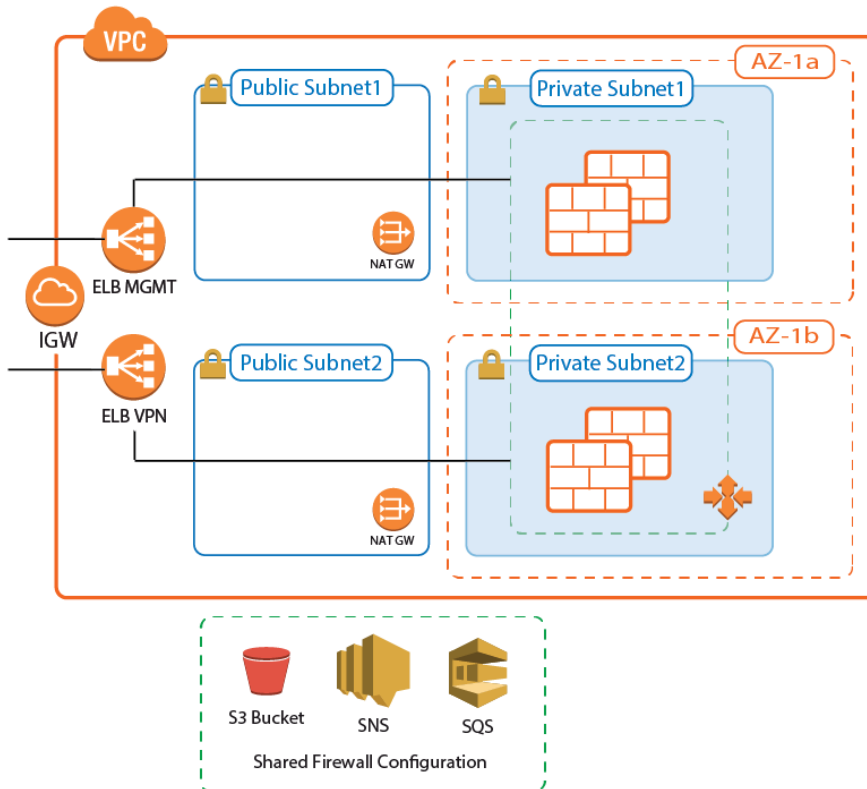 VPC
AZ-1a
Public Subnet1
Private Subnet1
NAT GW
ELB MGMT
IGW
AZ-1b
Public Subnet2
Private Subnet2
ELB VPN
NAT GW
S3 Bucket
SNS
SQS
Shared Firewall Configuration